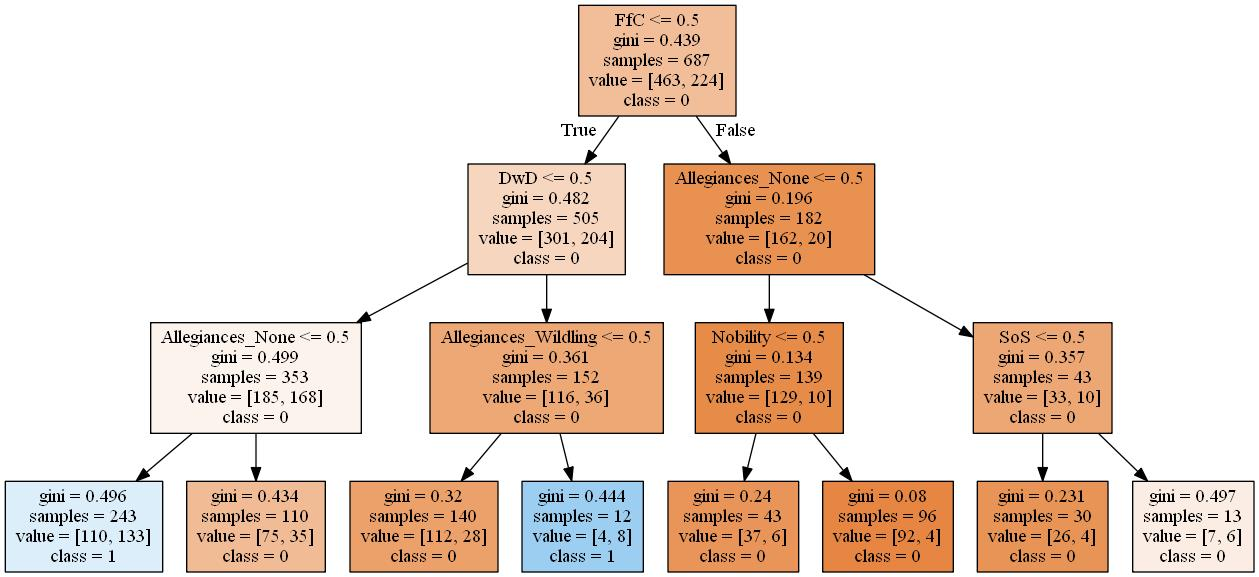 FfC <= 0.5
gini = 0.439
samples = 687
value = [463, 224]
class = 0
True
False
DwD <= 0.5
gini = 0.482
samples = 505
value = [301, 204]
class = 0
Allegiances_None <= 0.5
gini = 0.196
samples = 182
value = [162, 20]
class = 0
Allegiances_None <= 0.5
gini = 0.499
samples = 353
value = [185, 168]
class = 0
Allegiances_Wildling <= 0.5
gini = 0.361
samples = 152
value = [116, 36]
class = 0
Nobility <= 0.5
gini = 0.134
samples = 139
value = [129, 10]
class = 0
SoS <= 0.5
gini = 0.357
samples = 43
value = [33, 10]
class = 0
gini = 0.496
samples = 243
value = [110, 133]
class = 1
gini = 0.434
samples = 110
value = [75, 35]
class = 0
gini = 0.32
samples = 140
value = [112, 28]
class = 0
gini = 0.444
samples = 12
value = [4, 8]
class = 1
gini = 0.24
samples = 43
value = [37, 6]
class = 0
gini = 0.08
samples = 96
value = [92, 4]
class = 0
gini = 0.231
samples = 30
value = [26, 4]
class = 0
gini = 0.497
samples = 13
value = [7, 6]
class = 0